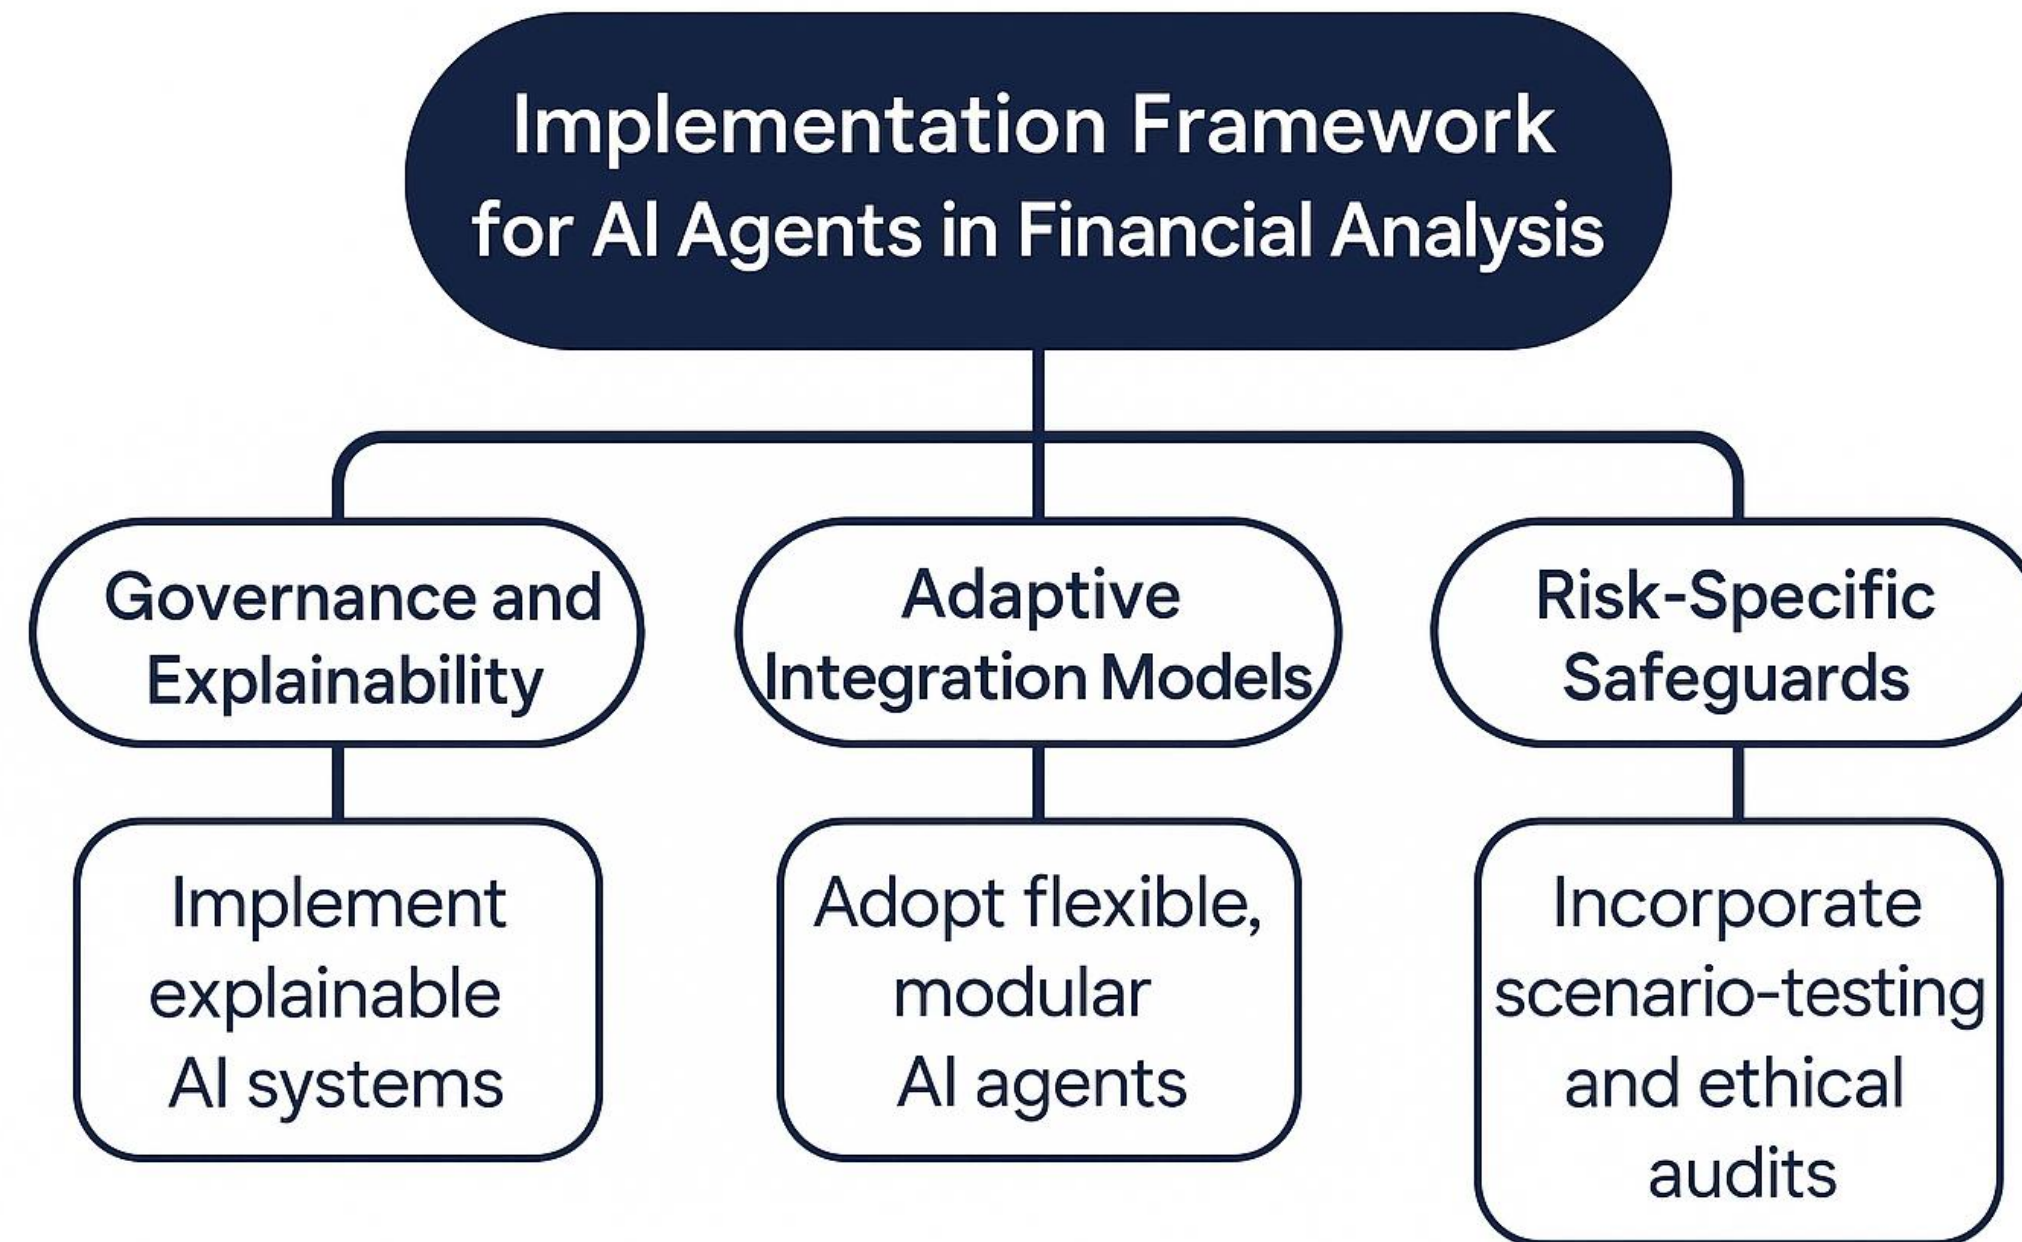 Implementation Framework
for AI Agents in Financial Analysis
Governance and
Explainability
Adaptive
Integration Models
Risk-Specific
Safeguards
Implement
explainable
AI systems
Adopt flexible,
modular
AI agents
Incorporate
scenario-testing
and ethical
audits